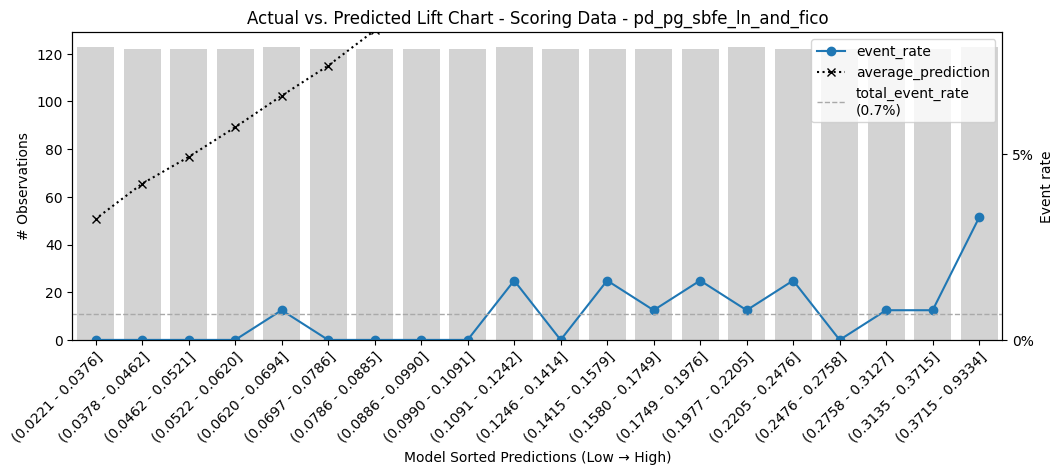 Actual vs. Predicted Lift Chart - Scoring Data - pd_pg_sbfe_ln_and_fico
event_rate
average_prediction
total_event_rate
(0.7%)
# Observations
120
100
80
60
40
20
0
5%
0%
Event rate
(0.0221 - 0.0376]
(0.0378 - 0.0462]
(0.0462 - 0.0521]
(0.0522 - 0.0620]
(0.0620 - 0.0694]
(0.0697 - 0.0786]
(0.0786 - 0.0885]
(0.0886 - 0.0990]
(0.0990 - 0.1091]
(0.1091 - 0.1242]
(0.1246 - 0.1414]
(0.1415 - 0.1579]
(0.1580 - 0.1749]
(0.1749 - 0.1976]
(0.1977 - 0.2205]
(0.2205 - 0.2476]
(0.2476 - 0.2758]
(0.2758 - 0.3127]
(0.3135 - 0.3715]
(0.3715 - 0.9334]
Model Sorted Predictions (Low → High)